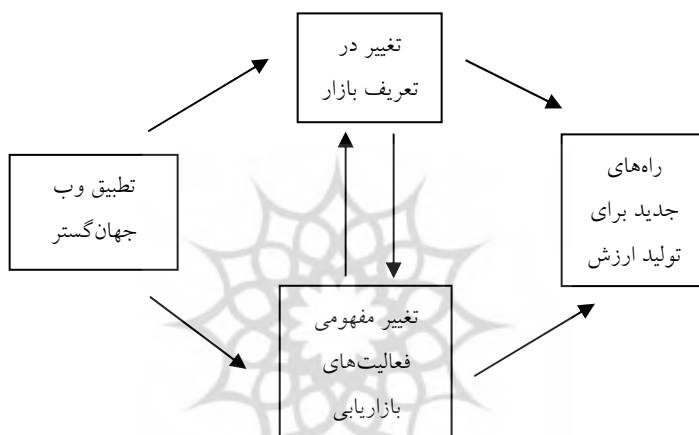 تغییر در
تعریف بازار
راه‌های
جدید برای
تولید ارزش
تطبیق وب
جهان‌گستر
تغییر مفهومی
فعالیت‌های
بازاریابی